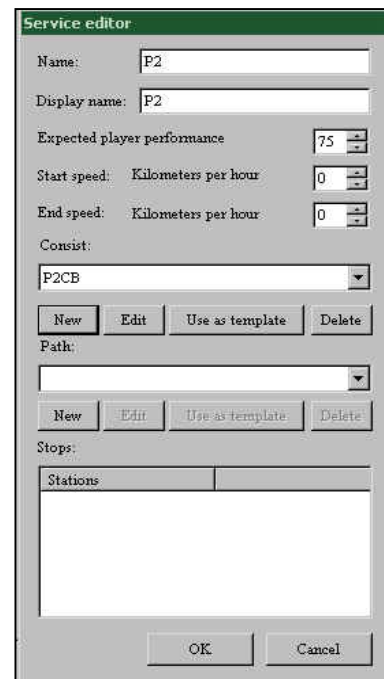 Service editor
Name: P2
Display name: P2
Expected player performance 75
Start speed: Kilometers per hour 0
End speed: Kilometers per hour 0
Consist:
P2CB
New Edit Use as template Delete
Path:
New Edit Use as template Delete
Stops:
Stations
OK Cancel